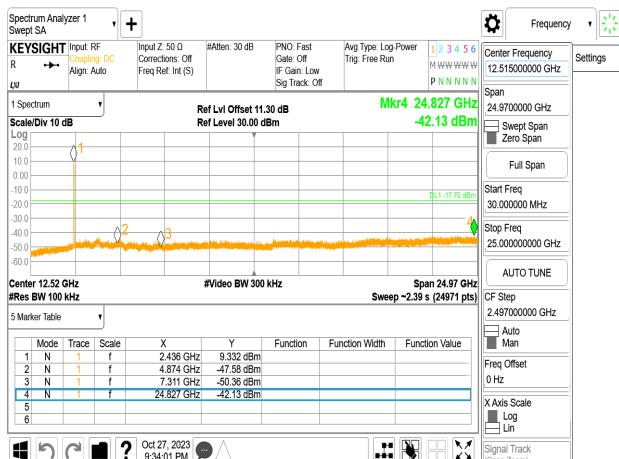 Spectrum Analyzer 1
Swept SA
Frequency
Settings
KEYSIGHT
R
Input: RF
Coupling: DC
Align: Auto
Input Z: 50 Ω
Corrections: Off
Freq Ref: Int (S)
#Atten: 30 dB
PNO: Fast
Gate: Off
IF Gain: Low
Sig Track: Off
Avg Type: Log-Power
Trig: Free Run
1 2 3 4 5 6
M W W W W W
P N N N N N
1 Spectrum
Scale/Div 10 dB
Ref Lvl Offset 11.30 dB
Ref Level 30.00 dBm
Mkr4 24.827 GHz
-42.13 dBm
Log
20.0
10.0
0.00
-10.0
-20.0
-30.0
-40.0
-50.0
-60.0
1
2
3
4
DL1 -17.70 dBm
Center 12.52 GHz
#Res BW 100 kHz
#Video BW 300 kHz
Span 24.97 GHz
Sweep ~2.39 s (24971 pts)
5 Marker Table
Mode Trace Scale X Y Function Function Width Function Value
1 N 1 f 2.436 GHz 9.332 dBm
2 N 1 f 4.874 GHz -47.58 dBm
3 N 1 f 7.311 GHz -50.36 dBm
4 N 1 f 24.827 GHz -42.13 dBm
5
6
?
Oct 27, 2023
9:34:01 PM
Center Frequency
12.515000000 GHz
Span
24.9700000 GHz
Swept Span
Zero Span
Full Span
Start Freq
30.000000 MHz
Stop Freq
25.000000000 GHz
AUTO TUNE
CF Step
2.497000000 GHz
Auto
Man
Freq Offset
0 Hz
X Axis Scale
Log
Lin
Signal Track